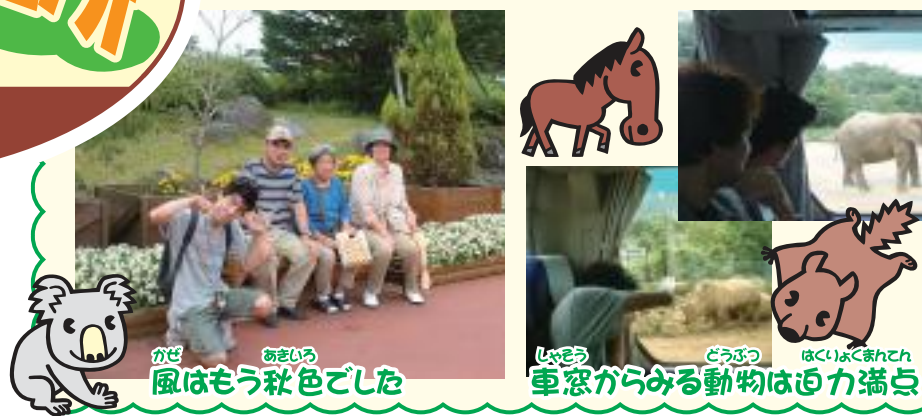 かぜ あきいろ
風はもう秋色でした
しゃそう どうぶつ はくりょくまんてん
車窓からみる動物は迫力満点